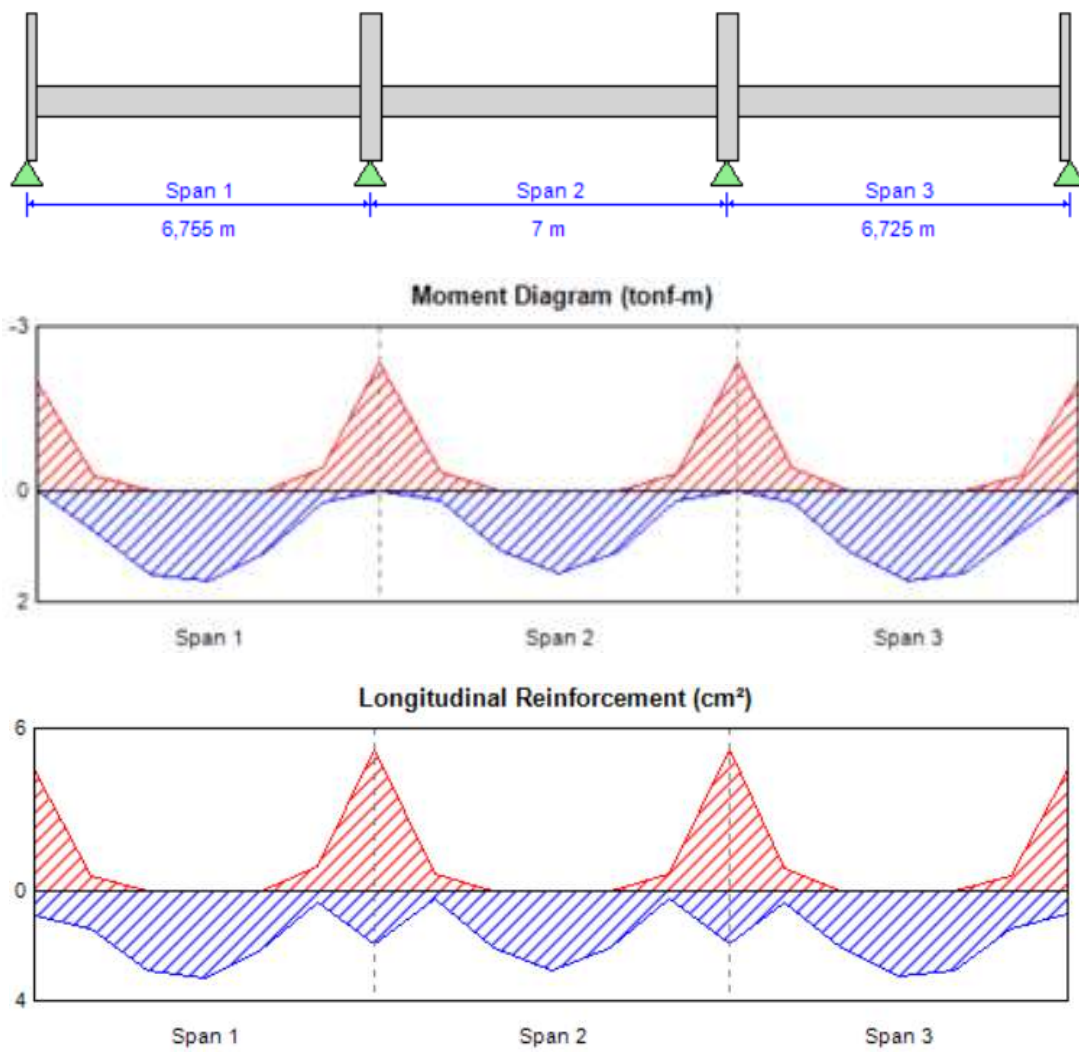 Span 1 Span 2 Span 3
6,755 m 7 m 6,725 m
Moment Diagram (tonf-m)
-3
0
2
Span 1 Span 2 Span 3
Longitudinal Reinforcement (cm²)
6
0
4
Span 1 Span 2 Span 3